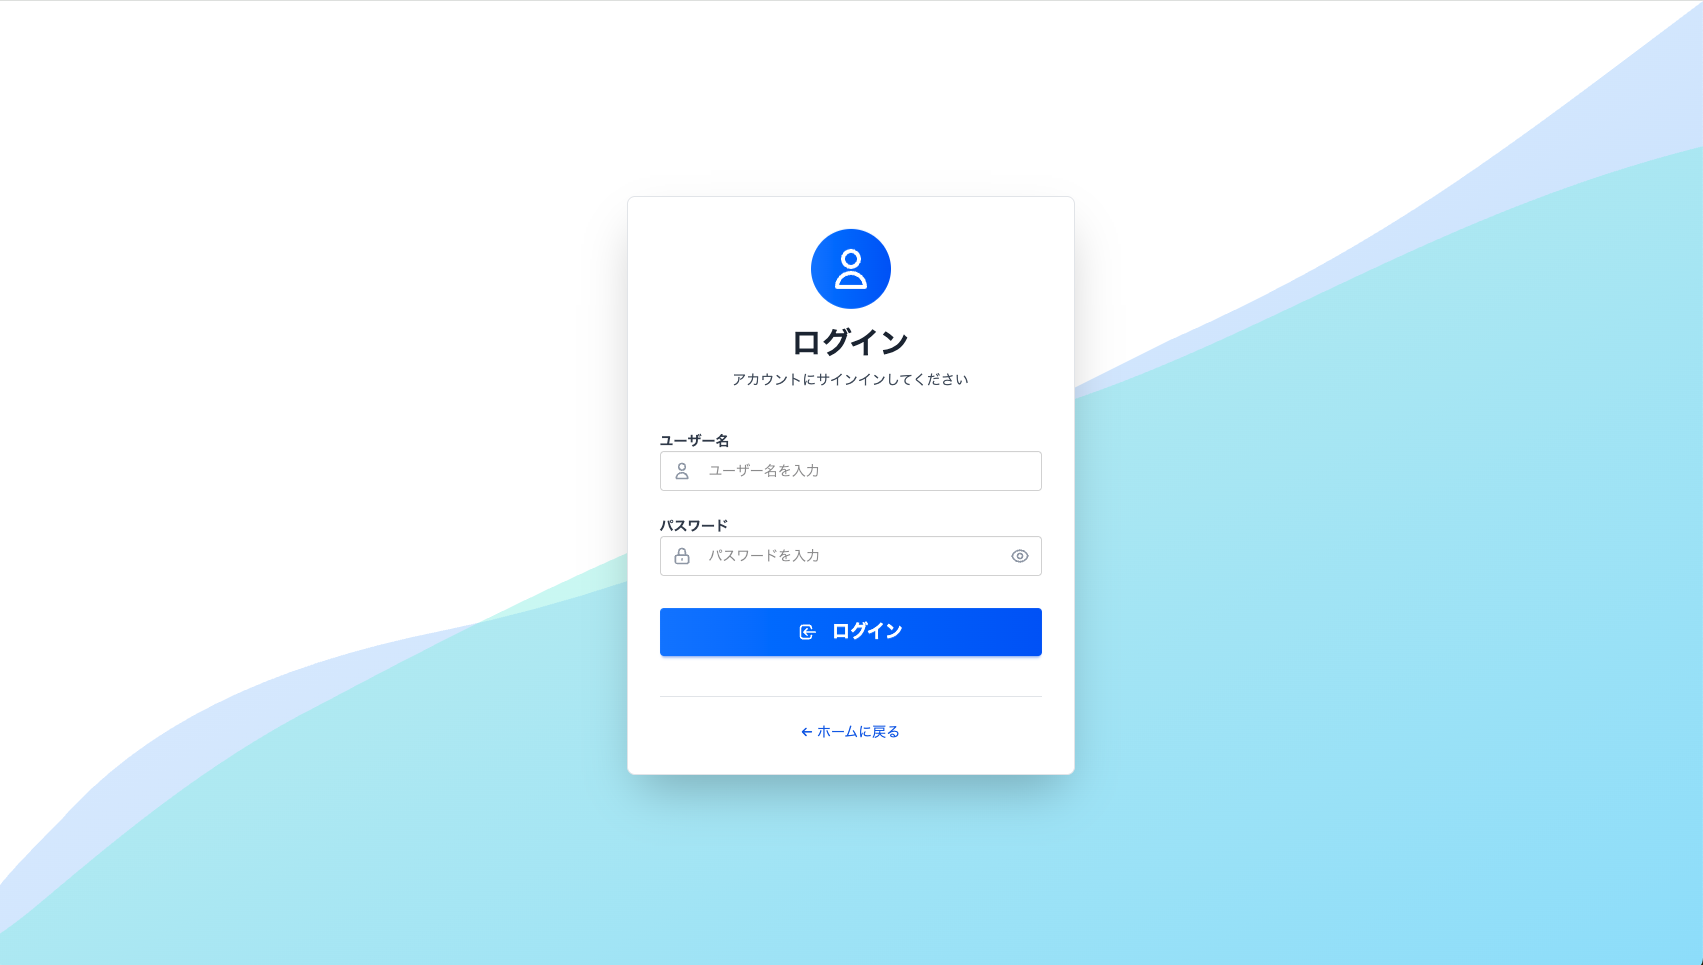 ログイン
アカウントにサインインしてください
ユーザー名
ユーザー名を入力
パスワード
パスワードを入力
ログイン
← ホームに戻る